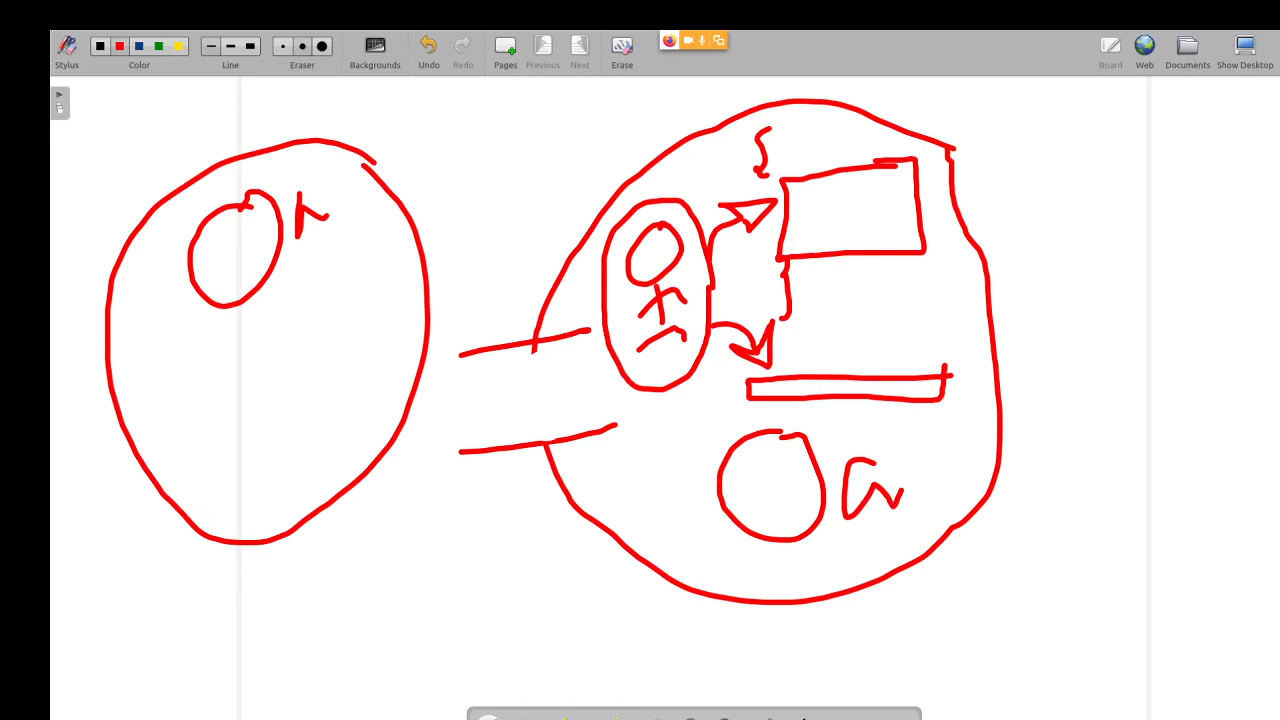 Stylus
Color
Line
Eraser
Backgrounds
Undo
Redo
Pages
Previous
Next
Erase
Board
Web
Documents
Show Desktop